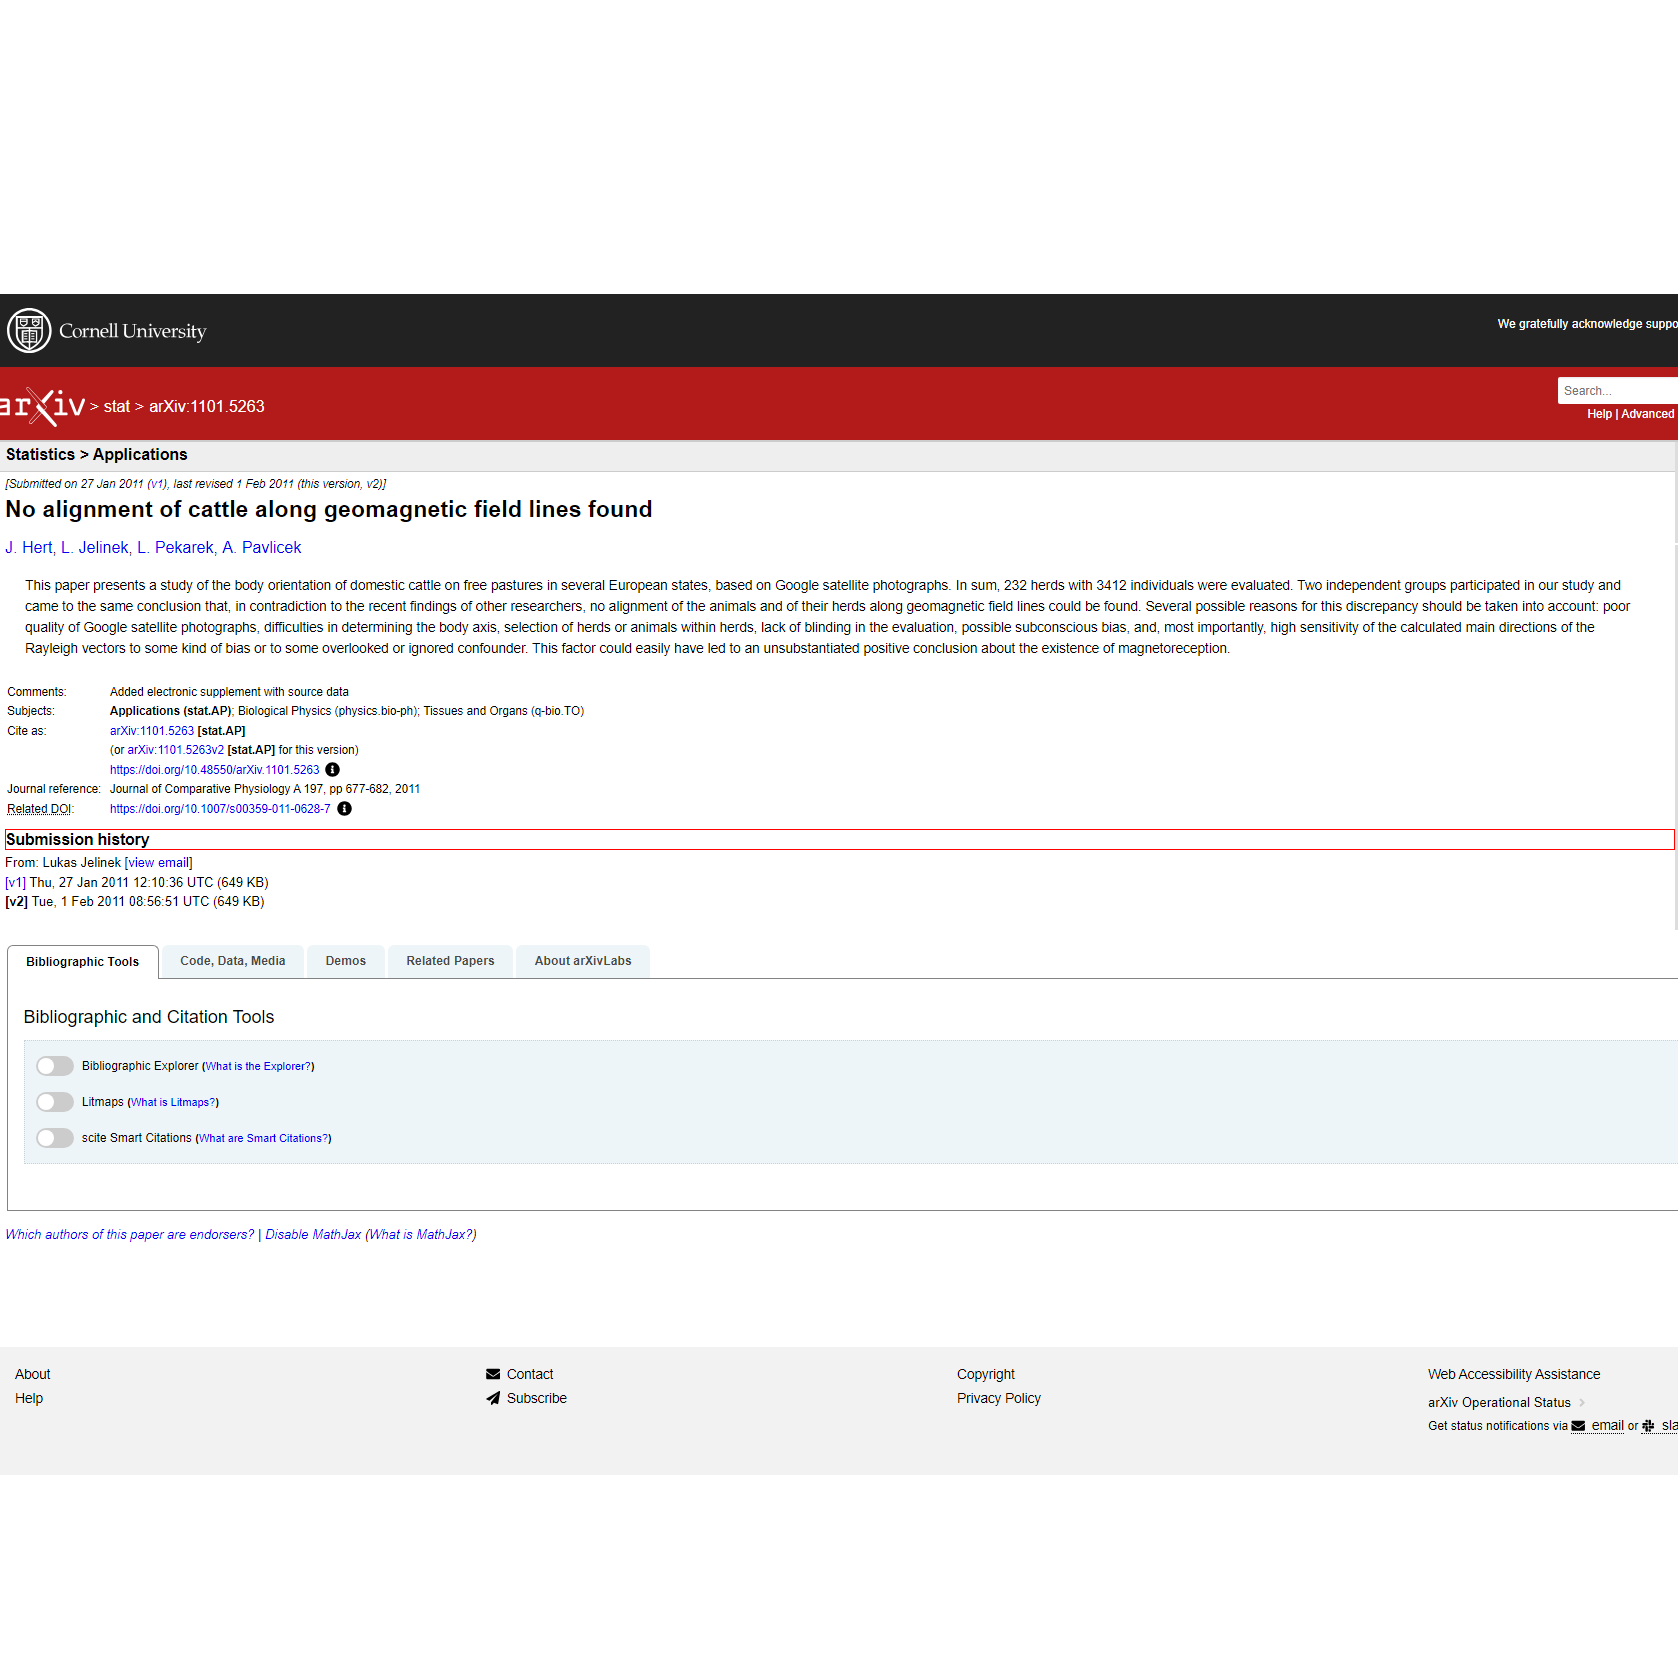 Cornell University
We gratefully acknowledge
arXiv > stat > arXiv:1101.5263
Search...
Help | Advanced
Statistics > Applications
[Submitted on 27 Jan 2011 (v1), last revised 1 Feb 2011 (this version, v2)]
No alignment of cattle along geomagnetic field lines found
J. Hert, L. Jelinek, L. Pekarek, A. Pavlicek
This paper presents a study of the body orientation of domestic cattle on free pastures in several European states, based on Google satellite photographs. In sum, 232 herds with 3412 individuals were evaluated. Two independent groups participated in our study and
came to the same conclusion that, in contradiction to the recent findings of other researchers, no alignment of the animals and of their herds along geomagnetic field lines could be found. Several possible reasons for this discrepancy should be taken into account: poor
quality of Google satellite photographs, difficulties in determining the body axis, selection of herds or animals within herds, lack of blinding in the evaluation, possible subconscious bias, and, most importantly, high sensitivity of the calculated main directions of the
Rayleigh vectors to some kind of bias or to some overlooked or ignored confounder. This factor could easily have led to an unsubstantiated positive conclusion about the existence of magnetoreception.
Comments: Added electronic supplement with source data
Subjects: Applications (stat.AP); Biological Physics (physics.bio-ph); Tissues and Organs (q-bio.TO)
Cite as: arXiv:1101.5263 [stat.AP]
(or arXiv:1101.5263v2 [stat.AP] for this version)
https://doi.org/10.48550/arXiv.1101.5263
Journal reference: Journal of Comparative Physiology A 197, pp 677-682, 2011
Related DOI: https://doi.org/10.1007/s00359-011-0628-7
Submission history
From: Lukas Jelinek [view email]
[v1] Thu, 27 Jan 2011 12:10:36 UTC (649 KB)
[v2] Tue, 1 Feb 2011 08:56:51 UTC (649 KB)
Bibliographic Tools Code, Data, Media Demos Related Papers About arXivLabs
Bibliographic and Citation Tools
Bibliographic Explorer (What is the Explorer?)
Litmaps (What is Litmaps?)
scite Smart Citations (What are Smart Citations?)
Which authors of this paper are endorsers? | Disable MathJax (What is MathJax?)
About
Help
Contact
Subscribe
Copyright
Privacy Policy
Web Accessibility Assistance
arXiv Operational Status
Get status notifications via email or